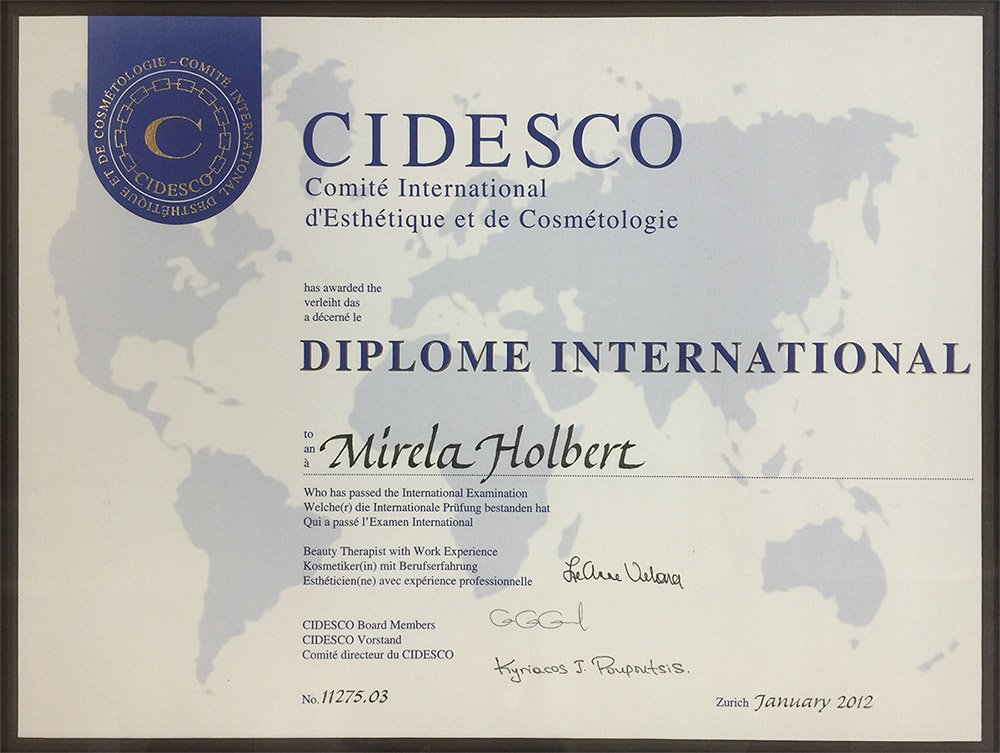 COMITÉ INTERNATIONAL D'ESTHÉTIQUE ET DE COSMÉTOLOGIE –
C
CIDESCO
CIDESCO
Comité International
d'Esthétique et de Cosmétologie
has awarded the
verleiht das
a décerné le
DIPLOME INTERNATIONAL
to
an
à
Mirela Holbert
Who has passed the International Examination
Welche(r) die Internationale Prüfung bestanden hat
Qui a passé l'Examen International
Beauty Therapist with Work Experience
Kosmetiker(in) mit Berufserfahrung
Esthéticien(ne) avec expérience professionnelle
CIDESCO Board Members
CIDESCO Vorstand
Comité directeur du CIDESCO
Kyriacos J.
No. 11275.03
Zurich January 2012